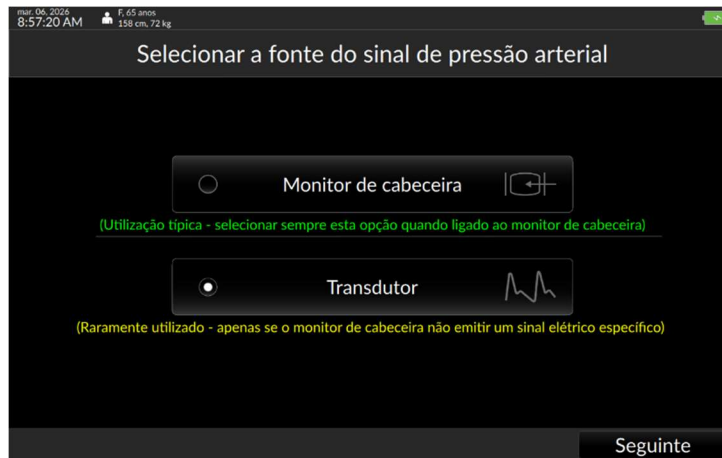 mar. 06, 2026
8:57:20 AM
F, 65 anos
158 cm, 72 kg
Selecionar a fonte do sinal de pressão arterial
Monitor de cabeceira
(Utilização típica - selecionar sempre esta opção quando ligado ao monitor de cabeceira)
Transdutor
(Raramente utilizado - apenas se o monitor de cabeceira não emitir um sinal elétrico específico)
Seguinte